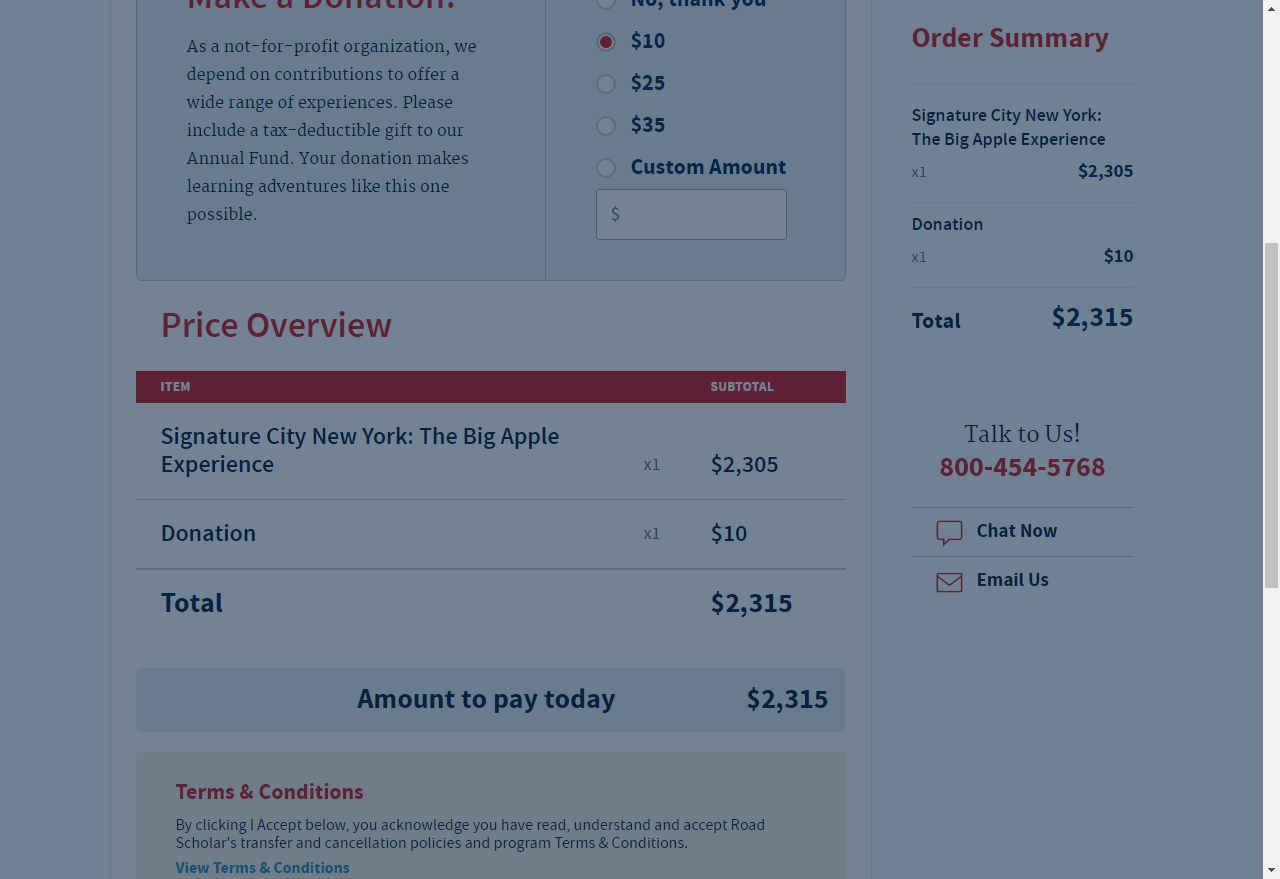 Make a Donation!
As a not-for-profit organization, we
depend on contributions to offer a
wide range of experiences. Please
include a tax-deductible gift to our
Annual Fund. Your donation makes
learning adventures like this one
possible.
No, thank you
$10
$25
$35
Custom Amount
$
Price Overview
ITEM SUBTOTAL
Signature City New York: The Big Apple
Experience x1 $2,305
Donation x1 $10
Total $2,315
Amount to pay today $2,315
Terms & Conditions
By clicking I Accept below, you acknowledge you have read, understand and accept Road
Scholar's transfer and cancellation policies and program Terms & Conditions.
View Terms & Conditions
Order Summary
Signature City New York:
The Big Apple Experience
x1 $2,305
Donation
x1 $10
Total $2,315
Talk to Us!
800-454-5768
Chat Now
Email Us